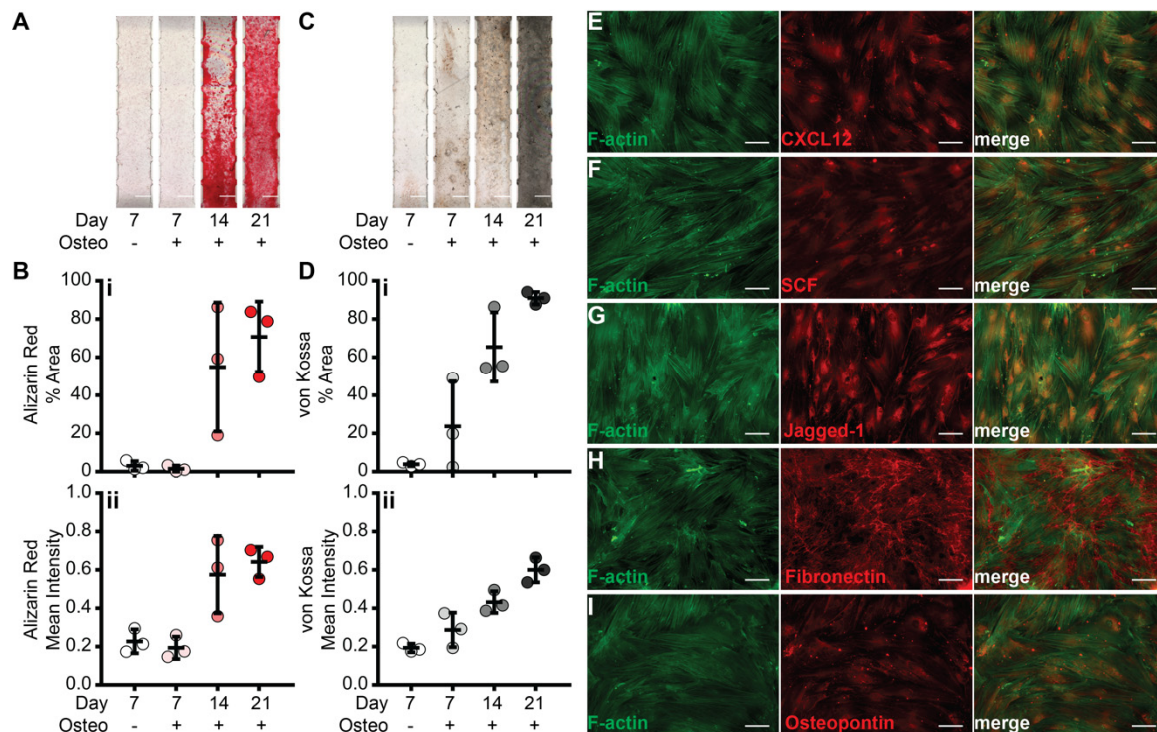 A
Day 7 7 14 21
Osteo - + + +
B
i
Alizarin Red
% Area
100
80
60
40
20
0
ii
Alizarin Red
Mean Intensity
1.0
0.8
0.6
0.4
0.2
0.0
Day 7 7 14 21
Osteo - + + +
C
Day 7 7 14 21
Osteo - + + +
D
i
von Kossa
% Area
100
80
60
40
20
0
ii
von Kossa
Mean Intensity
1.0
0.8
0.6
0.4
0.2
0.0
Day 7 7 14 21
Osteo - + + +
E
F-actin CXCL12 merge
F
F-actin SCF merge
G
F-actin Jagged-1 merge
H
F-actin Fibronectin merge
I
F-actin Osteopontin merge